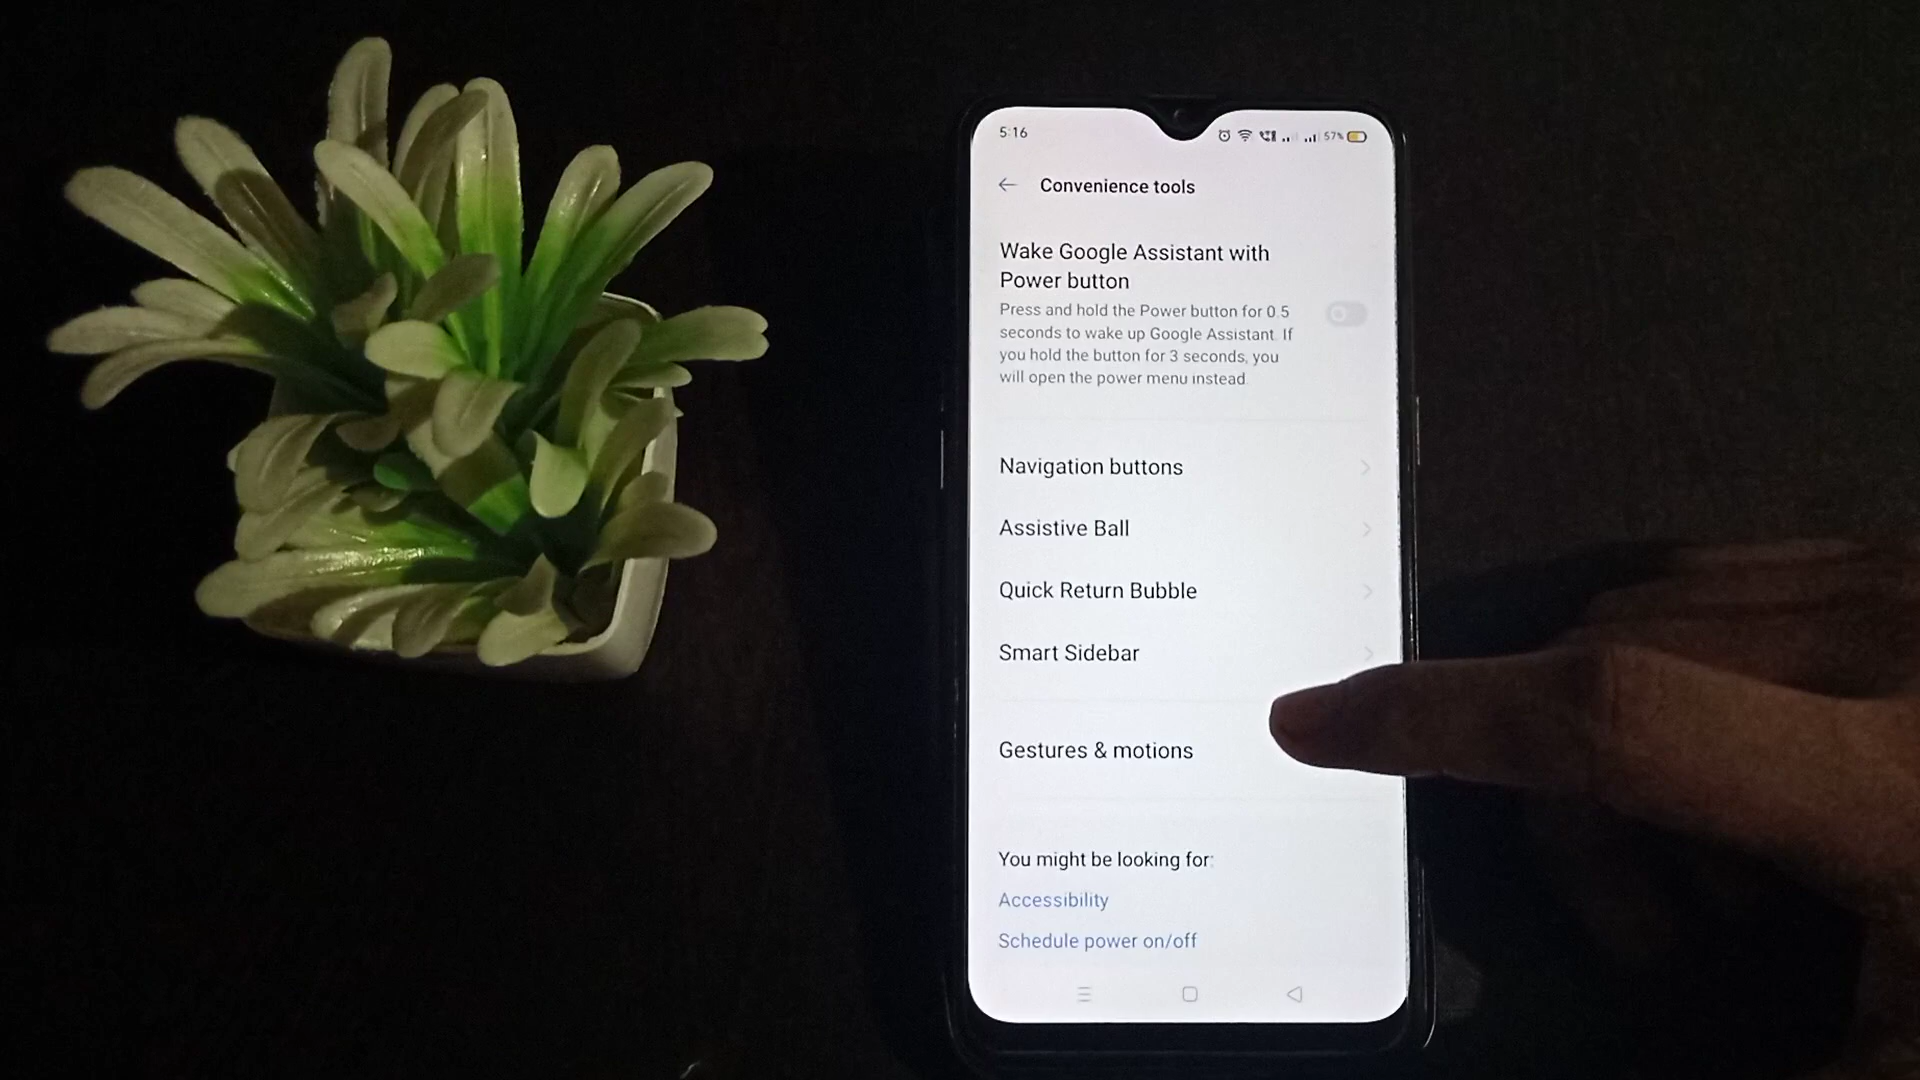 5:16
57%
Convenience tools
Wake Google Assistant with
Power button
Press and hold the Power button for 0.5
seconds to wake up Google Assistant. If
you hold the button for 3 seconds, you
will open the power menu instead.
Navigation buttons
Assistive Ball
Quick Return Bubble
Smart Sidebar
Gestures & motions
You might be looking for:
Accessibility
Schedule power on/off